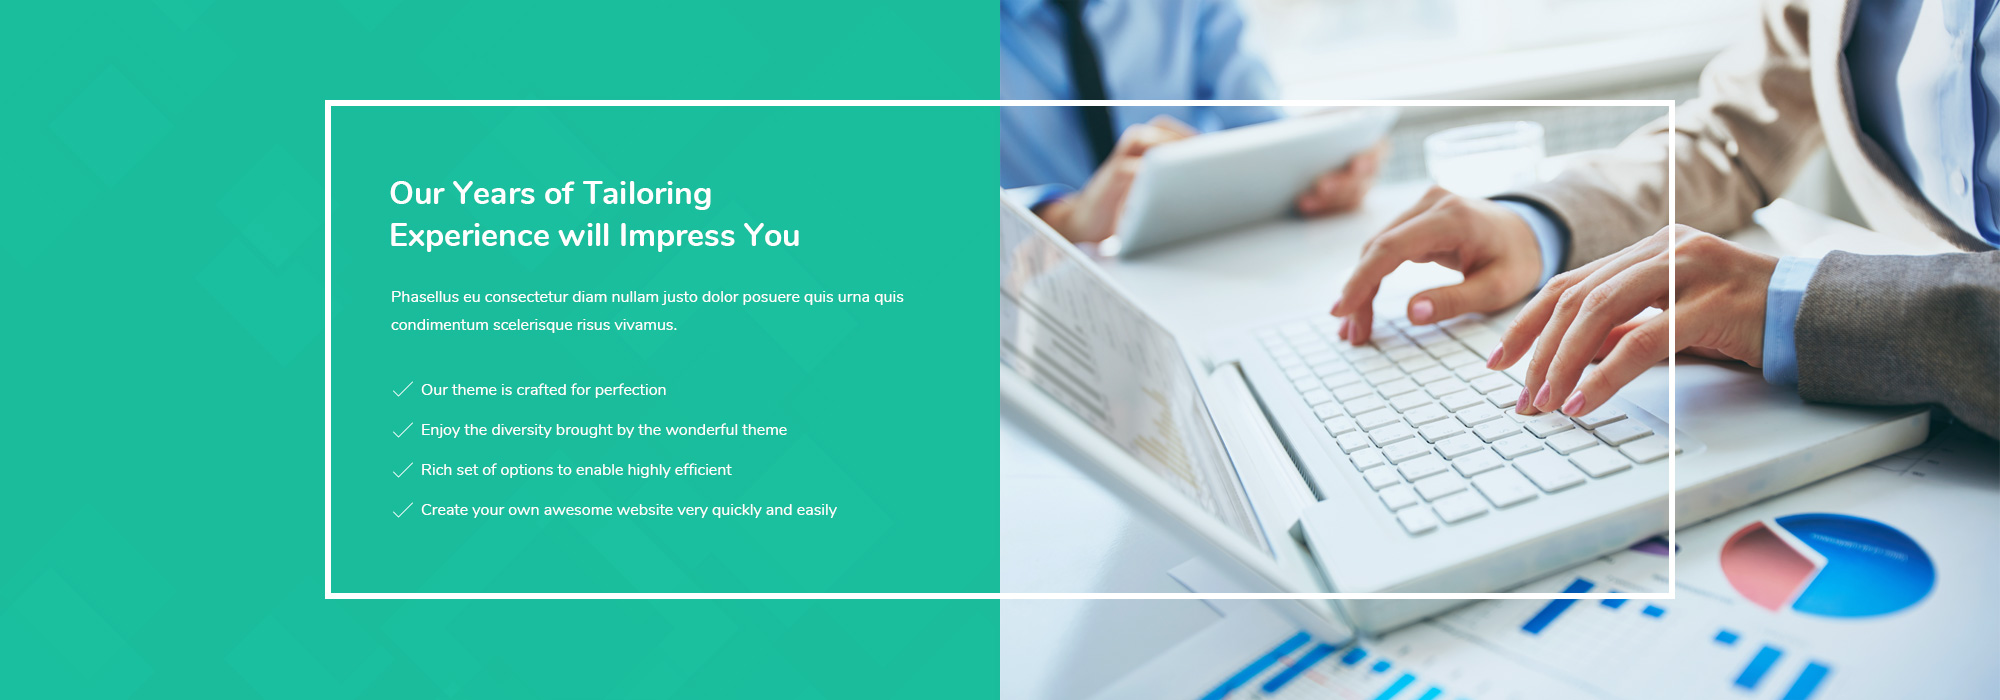 Our Years of Tailoring
Experience will Impress You
Phasellus eu consectetur diam nullam justo dolor posuere quis urna quis
condimentum scelerisque risus vivamus.
Our theme is crafted for perfection
Enjoy the diversity brought by the wonderful theme
Rich set of options to enable highly efficient
Create your own awesome website very quickly and easily